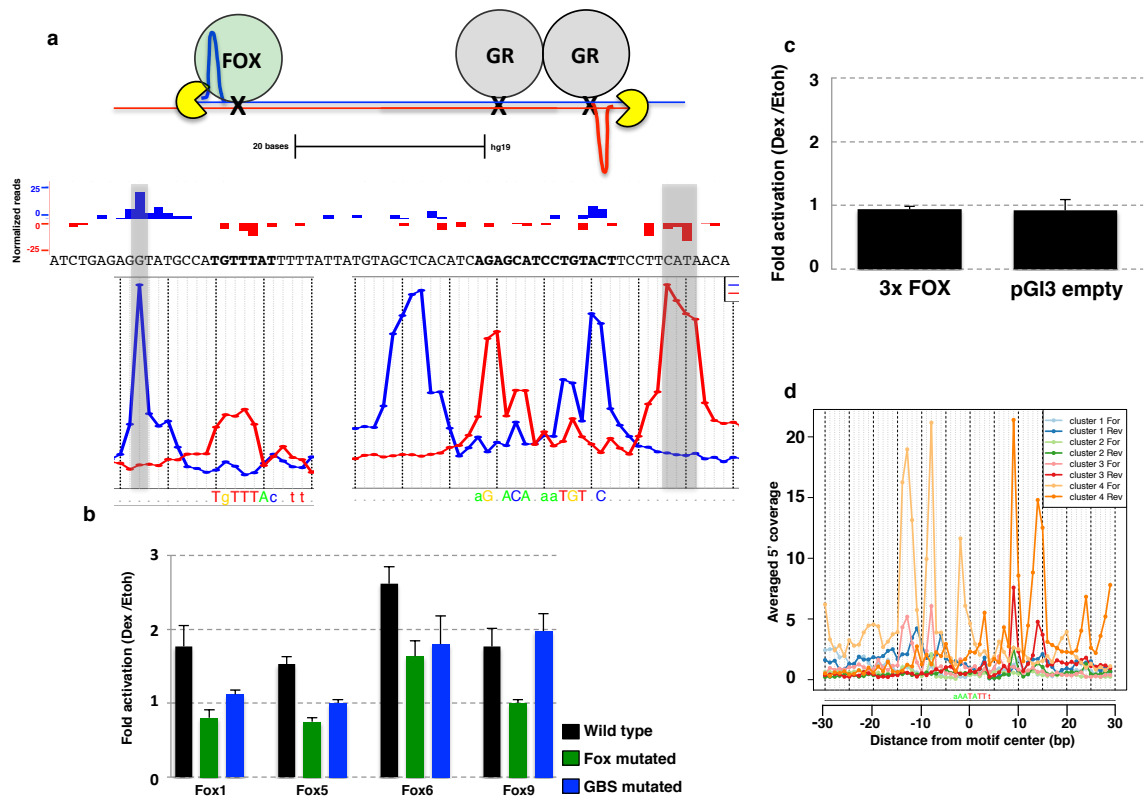 a
FOX
GR
GR
X
X
X
20 bases
hg19
Normalized reads
25
0
0
-25
ATCTGAGAGGTATGCCATGTTTATTTTTATTATGTAGCTCACATCAGAGCATCCTGTACTTCCTTCATAACA
TgTTTAc.tt
aG.ACA.aaTGT.C
b
Fold activation (Dex /Etoh)
3
2
1
0
Fox1
Fox5
Fox6
Fox9
Wild type
Fox mutated
GBS mutated
c
Fold activation (Dex /Etoh)
3
2
1
0
3x FOX
pGl3 empty
d
Averaged 5' coverage
20
15
10
5
0
cluster 1 For
cluster 1 Rev
cluster 2 For
cluster 2 Rev
cluster 3 For
cluster 3 Rev
cluster 4 For
cluster 4 Rev
aAATATTt
-30
-20
-10
0
10
20
30
Distance from motif center (bp)